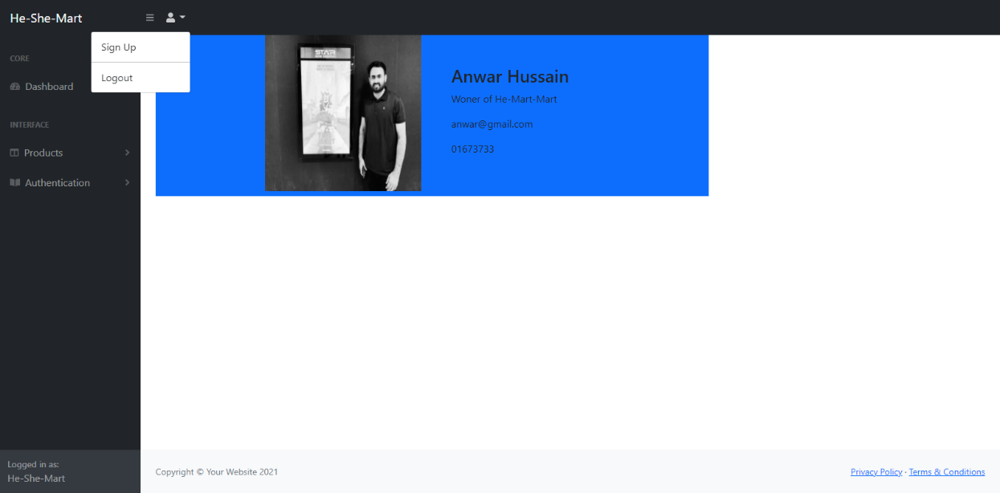 He-She-Mart
Sign Up
Logout
CORE
Dashboard
INTERFACE
Products
Authentication
STAR
Anwar Hussain
Woner of He-Mart-Mart
anwar@gmail.com
01673733
Logged in as:
He-She-Mart
Copyright © Your Website 2021
Privacy Policy · Terms & Conditions